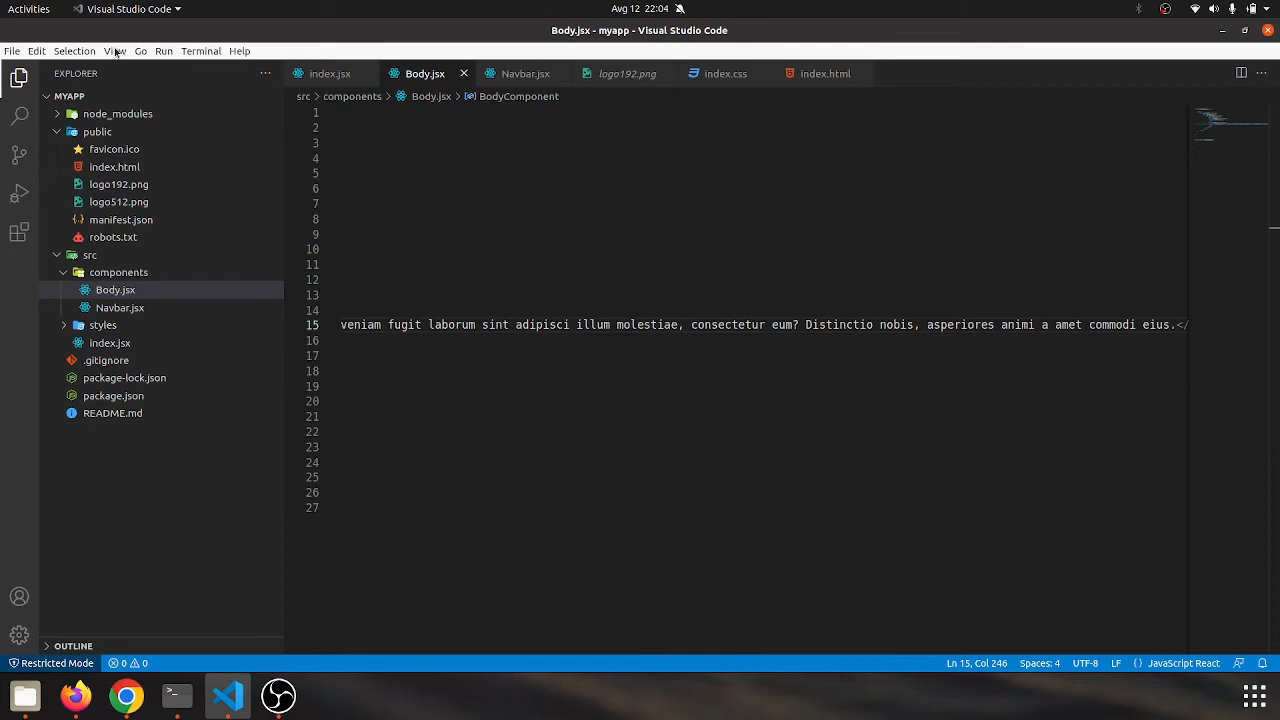 Activities
Visual Studio Code
Aug 12 22:04
Body.jsx - myapp - Visual Studio Code
File Edit Selection View Go Run Terminal Help
EXPLORER
index.jsx
Body.jsx
Navbar.jsx
logo192.png
index.css
index.html
MYAPP
src > components > Body.jsx > BodyComponent
node_modules
public
favicon.ico
index.html
logo192.png
logo512.png
manifest.json
robots.txt
src
components
Body.jsx
Navbar.jsx
styles
index.jsx
.gitignore
package-lock.json
package.json
README.md
1
2
3
4
5
6
7
8
9
10
11
12
13
14
15 veniam fugit laborum sint adipisci illum molestiae, consectetur eum? Distinctio nobis, asperiores animi a amet commodi eius.</
16
17
18
19
20
21
22
23
24
25
26
27
OUTLINE
Restricted Mode 0 0
Ln 15, Col 246 Spaces: 4 UTF-8 LF {} JavaScript React